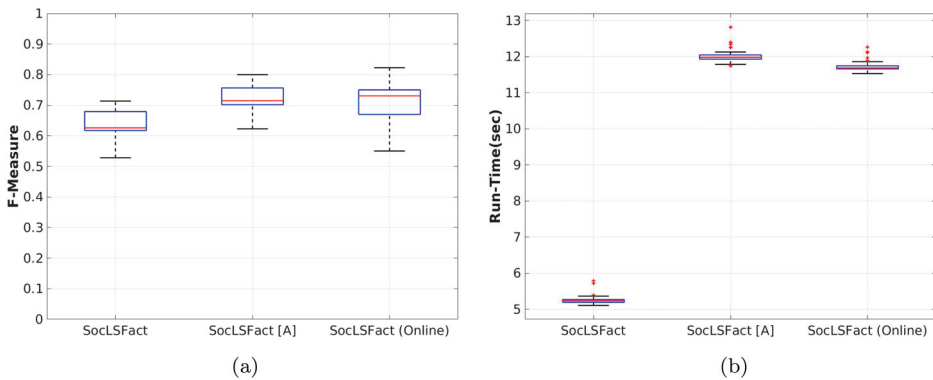 F-Measure
1
0.9
0.8
0.7
0.6
0.5
0.4
0.3
0.2
0.1
0
SocLSFact
SocLSFact [A]
SocLSFact (Online)
(a)
Run-Time(sec)
13
12
11
10
9
8
7
6
5
SocLSFact
SocLSFact [A]
SocLSFact (Online)
(b)